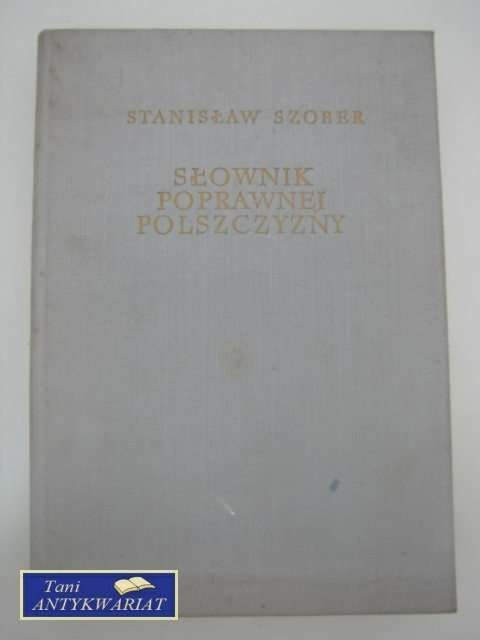 STANISŁAW SZOBER
SŁOWNIK
POPRAWNEJ
POLSZCZYZNY
Tani
ANTYKWARIAT